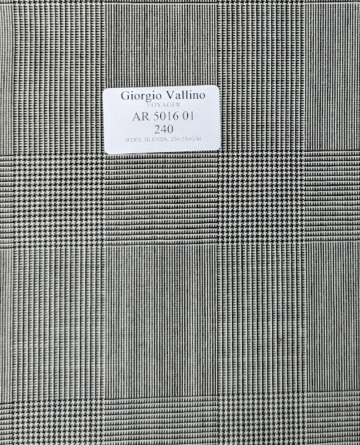 Giorgio Vallino
VOYAGER
AR 5016 01
240